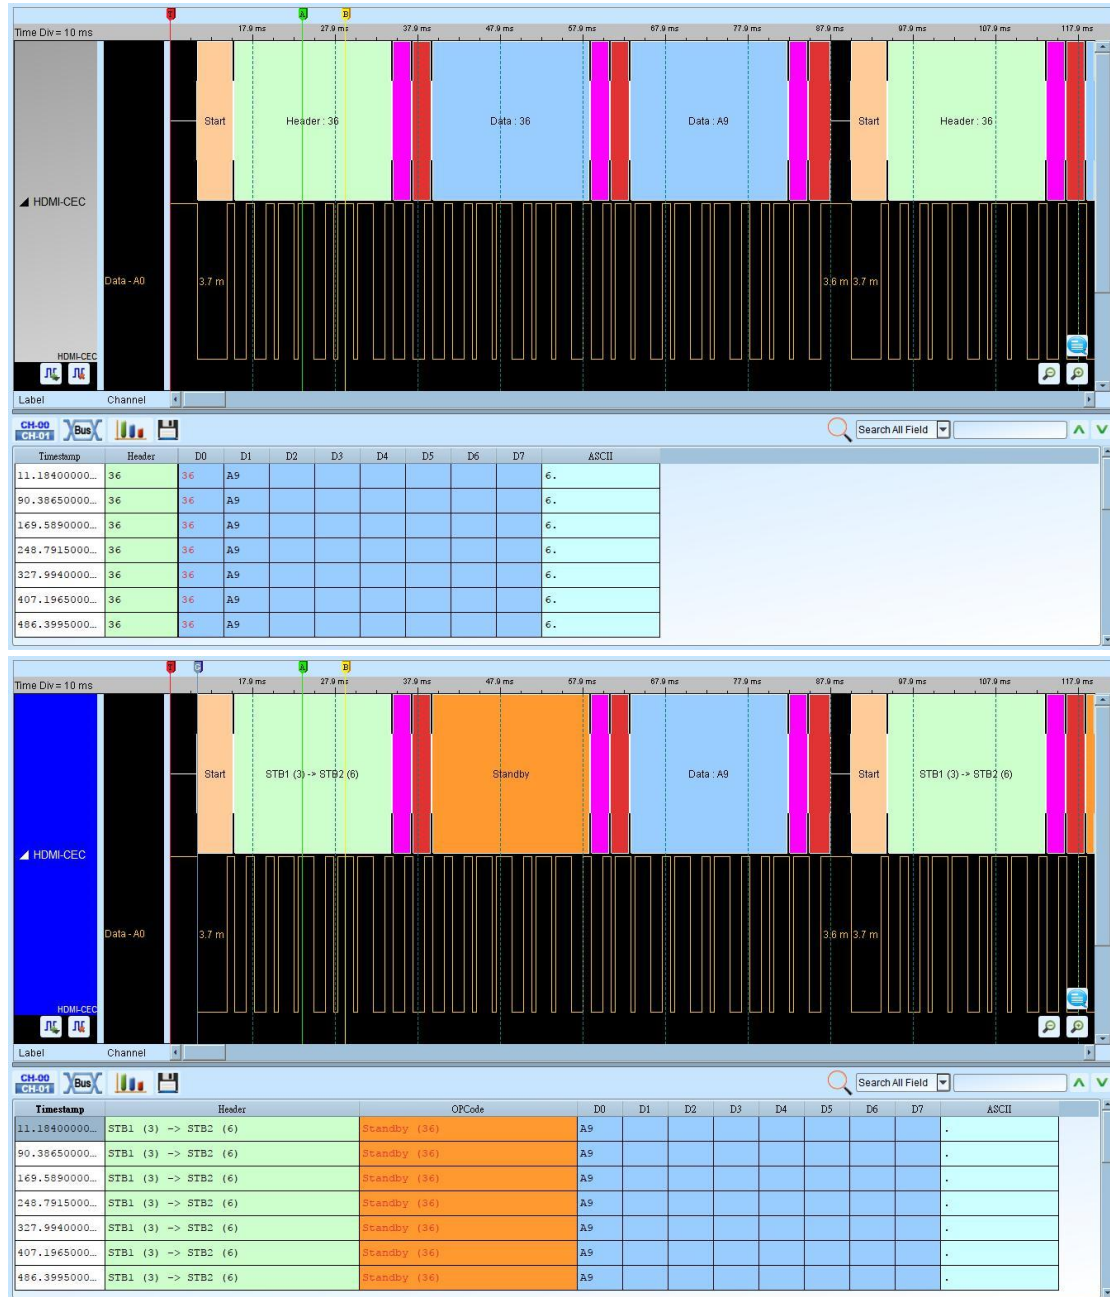 T A B
Time Div = 10 ms 17.9 ms 27.9 ms 37.9 ms 47.9 ms 57.9 ms 67.9 ms 77.9 ms 87.9 ms 97.9 ms 107.9 ms 117.9 ms
Start Header : 36 Data : 36 Data : A9 Start Header : 36
HDMI-CEC
Data - A0 3.7 m 3.6 m 3.7 m
HDMI-CEC
Label Channel
CH-00 CH-01 Bus Search All Field
Timestamp Header D0 D1 D2 D3 D4 D5 D6 D7 ASCII
11.18400000... 36 36 A9 6.
90.38650000... 36 36 A9 6.
169.5890000... 36 36 A9 6.
248.7915000... 36 36 A9 6.
327.9940000... 36 36 A9 6.
407.1965000... 36 36 A9 6.
486.3995000... 36 36 A9 6.
T A B
Time Div = 10 ms 17.9 ms 27.9 ms 37.9 ms 47.9 ms 57.9 ms 67.9 ms 77.9 ms 87.9 ms 97.9 ms 107.9 ms 117.9 ms
Start STB1 (3) -> STB2 (6) Standby Data : A9 Start STB1 (3) -> STB2 (6)
HDMI-CEC
Data - A0 3.7 m 3.6 m 3.7 m
HDMI-CEC
Label Channel
CH-00 CH-01 Bus Search All Field
Timestamp Header OPCode D0 D1 D2 D3 D4 D5 D6 D7 ASCII
11.18400000... STB1 (3) -> STB2 (6) Standby (36) A9 .
90.38650000... STB1 (3) -> STB2 (6) Standby (36) A9 .
169.5890000... STB1 (3) -> STB2 (6) Standby (36) A9 .
248.7915000... STB1 (3) -> STB2 (6) Standby (36) A9 .
327.9940000... STB1 (3) -> STB2 (6) Standby (36) A9 .
407.1965000... STB1 (3) -> STB2 (6) Standby (36) A9 .
486.3995000... STB1 (3) -> STB2 (6) Standby (36) A9 .